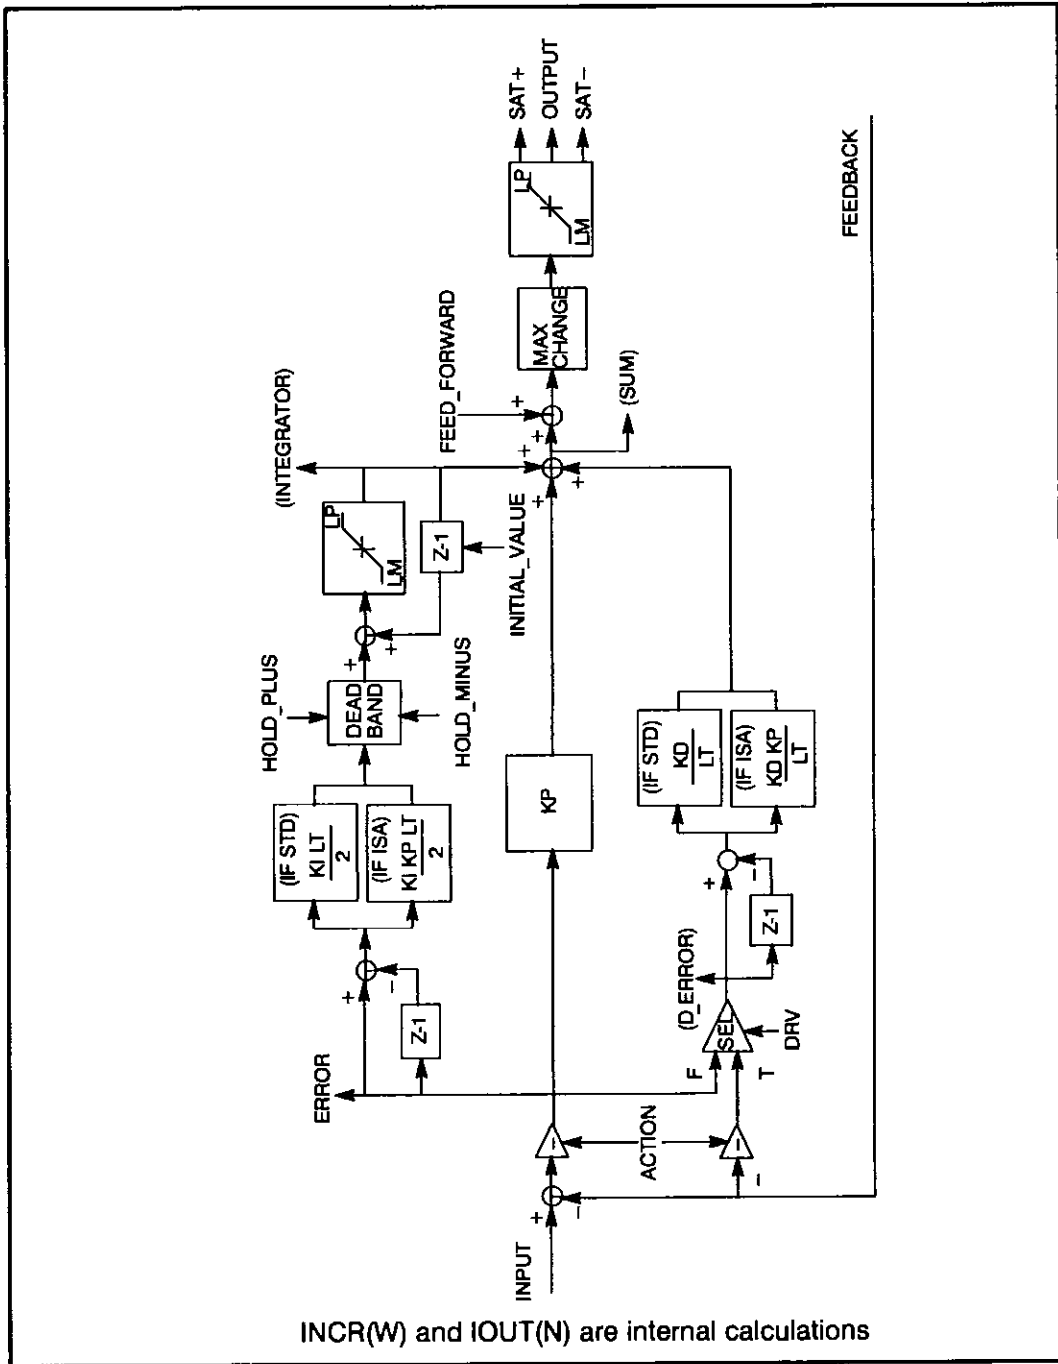 (INTEGRATOR)
HOLD_PLUS
ERROR
(IF STD)
KI LT
2
(IF ISA)
KI KP LT
2
DEAD
BAND
LP
LM
Z-1
Z-1
HOLD_MINUS
INITIAL_VALUE
FEED_FORWARD
INPUT
+
-
-
KP
+
+
+
+
+
MAX
CHANGE
LP
LM
SAT+
OUTPUT
SAT-
(SUM)
ACTION
+
-
+
+
F
T
-
-
SEL
DRV
(D_ERROR)
Z-1
+
-
(IF STD)
KD
LT
(IF ISA)
KD KP
LT
FEEDBACK
INCR(W) and IOUT(N) are internal calculations